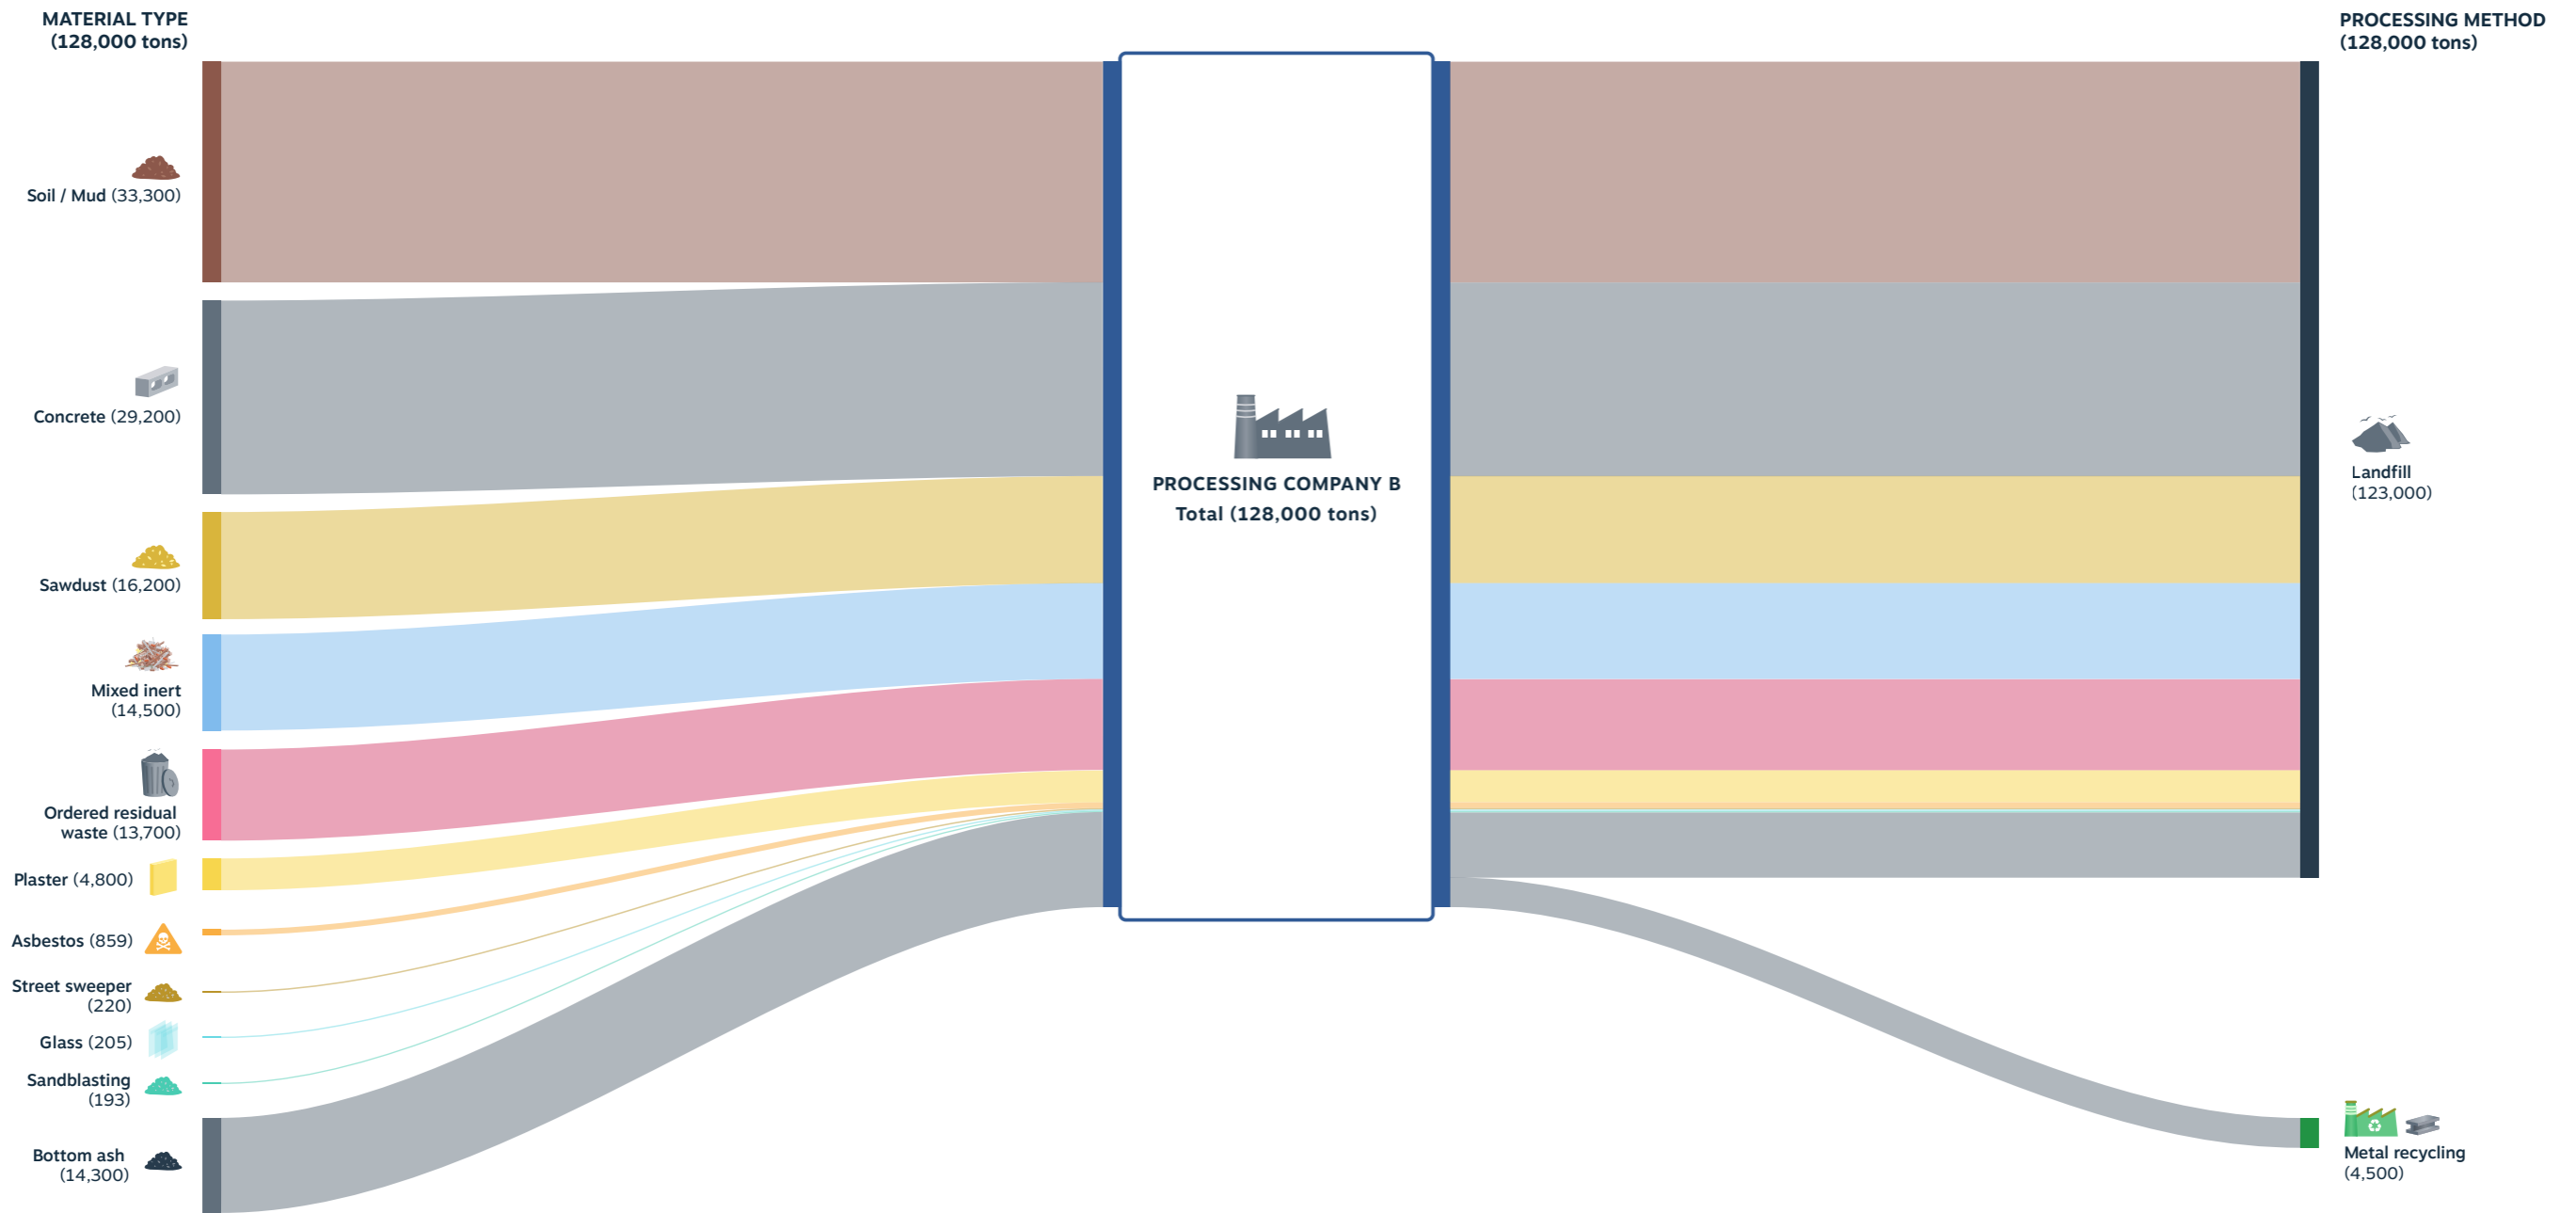 MATERIAL TYPE
(128,000 tons)
Soil / Mud (33,300)
Concrete (29,200)
Sawdust (16,200)
Mixed inert
(14,500)
Ordered residual
waste (13,700)
Plaster (4,800)
Asbestos (859)
Street sweeper
(220)
Glass (205)
Sandblasting
(193)
Bottom ash
(14,300)
PROCESSING COMPANY B
Total (128,000 tons)
PROCESSING METHOD
(128,000 tons)
Landfill
(123,000)
Metal recycling
(4,500)